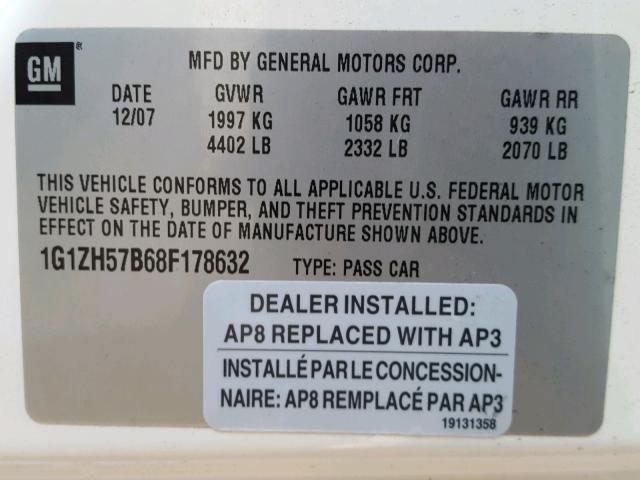 GM ®
MFD BY GENERAL MOTORS CORP.
DATE GVWR GAWR FRT GAWR RR
12/07 1997 KG 1058 KG 939 KG
4402 LB 2332 LB 2070 LB
THIS VEHICLE CONFORMS TO ALL APPLICABLE U.S. FEDERAL MOTOR
VEHICLE SAFETY, BUMPER, AND THEFT PREVENTION STANDARDS IN
EFFECT ON THE DATE OF MANUFACTURE SHOWN ABOVE.
1G1ZH57B68F178632 TYPE: PASS CAR
DEALER INSTALLED:
AP8 REPLACED WITH AP3
INSTALLÉ PAR LE CONCESSION-
NAIRE: AP8 REMPLACÉ PAR AP3
19131358